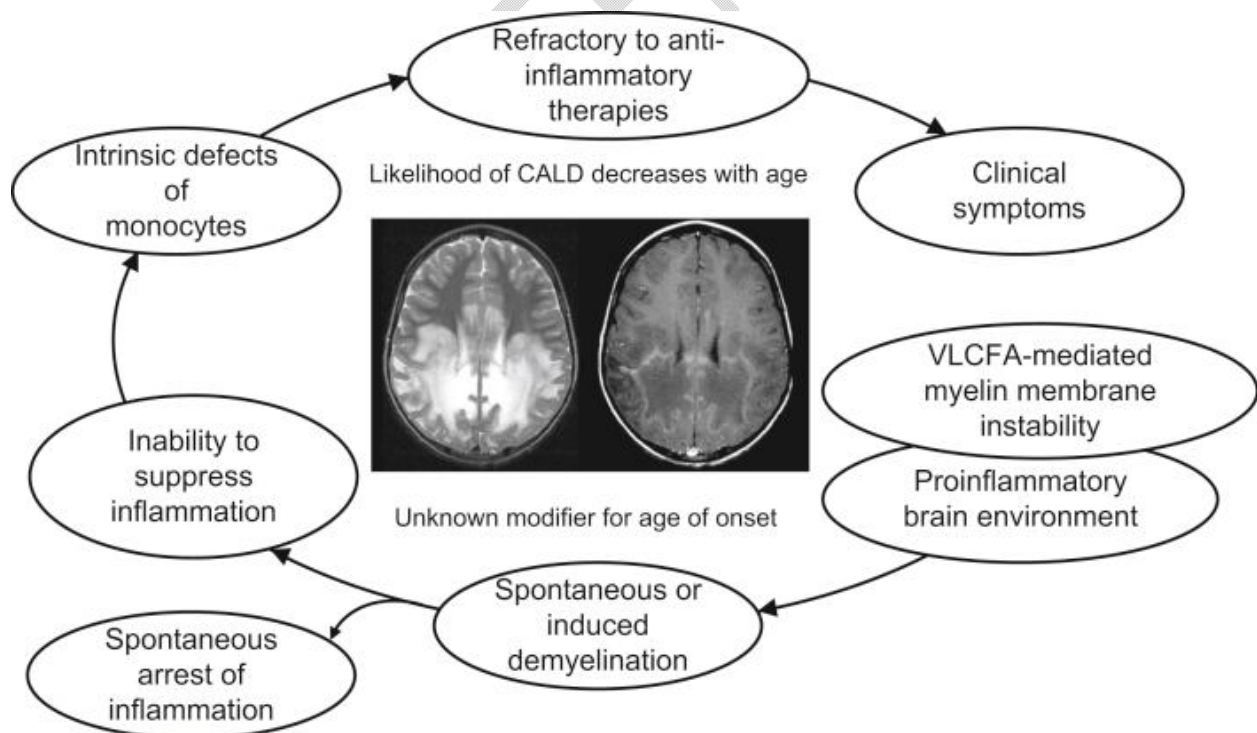 Refractory to anti-
inflammatory
therapies
Intrinsic defects
of
monocytes
Likelihood of CALD decreases with age
Clinical
symptoms
VLCFA-mediated
myelin membrane
instability
Inability to
suppress
inflammation
Proinflammatory
brain environment
Unknown modifier for age of onset
Spontaneous or
induced
demyelination
Spontaneous
arrest of
inflammation